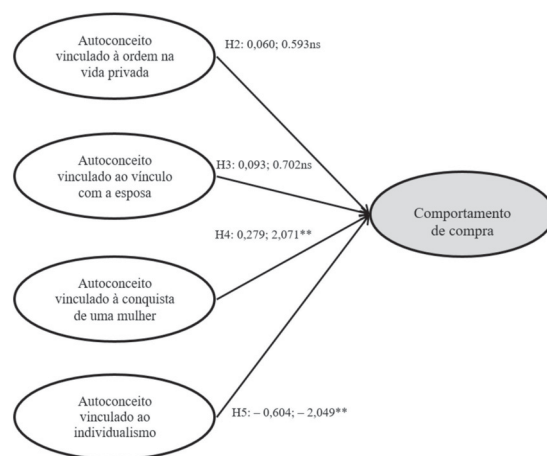 Autoconceito
vinculado à ordem na
vida privada
H2: 0,060; 0.593ns
Autoconceito
vinculado ao vínculo
com a esposa
H3: 0,093; 0.702ns
Comportamento
de compra
H4: 0,279; 2,071**
Autoconceito
vinculado à conquista
de uma mulher
Autoconceito
vinculado ao
individualismo
H5: – 0,604; – 2,049**